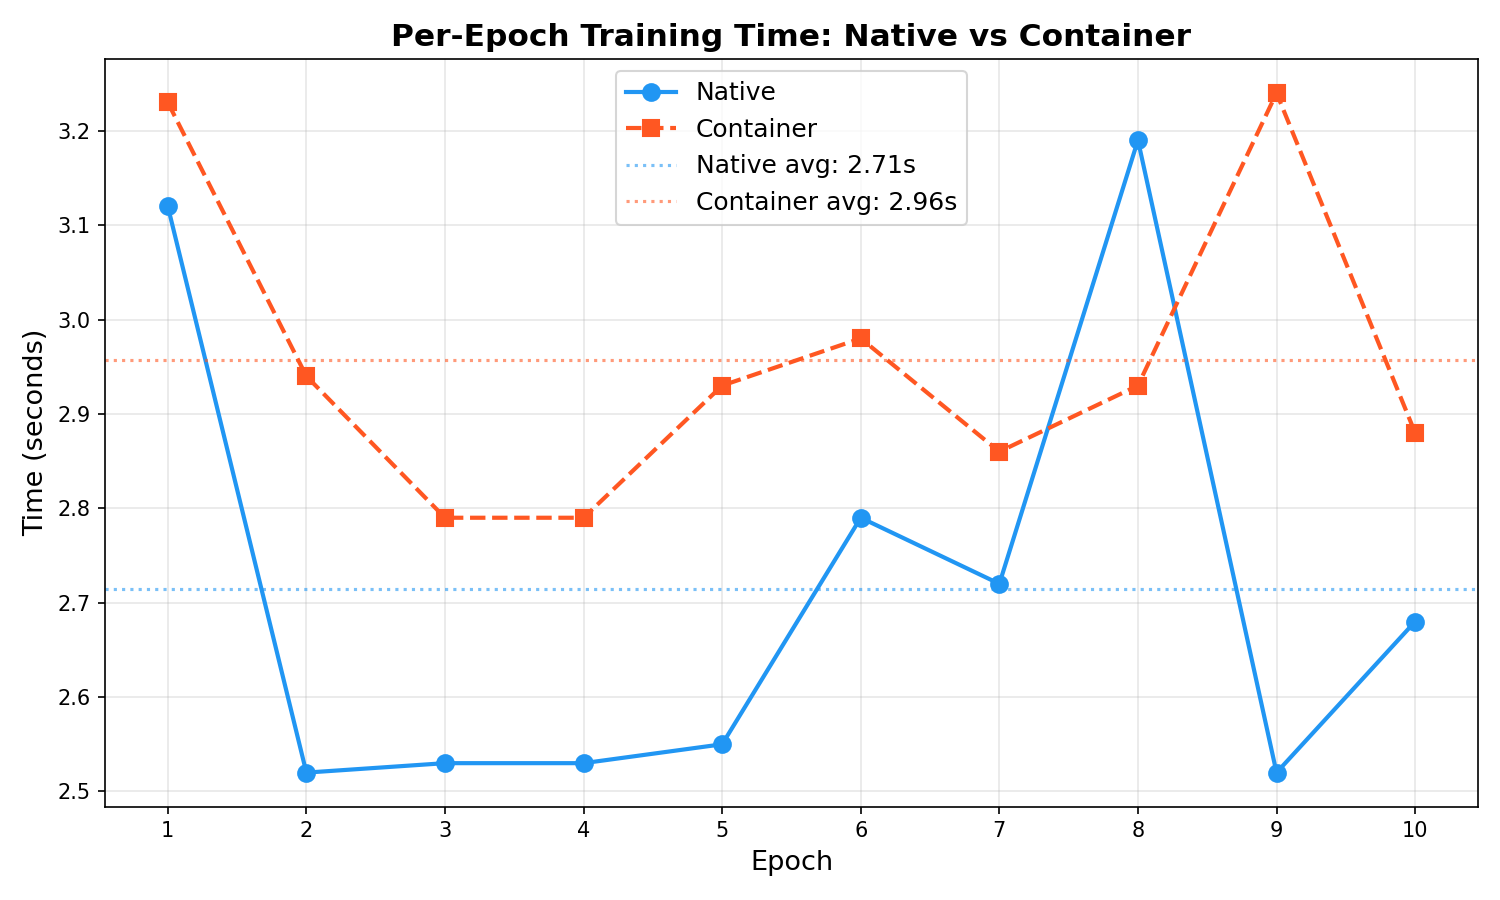 Per-Epoch Training Time: Native vs Container
Native
Container
Native avg: 2.71s
Container avg: 2.96s
Time (seconds)
3.2
3.1
3.0
2.9
2.8
2.7
2.6
2.5
1 2 3 4 5 6 7 8 9 10
Epoch